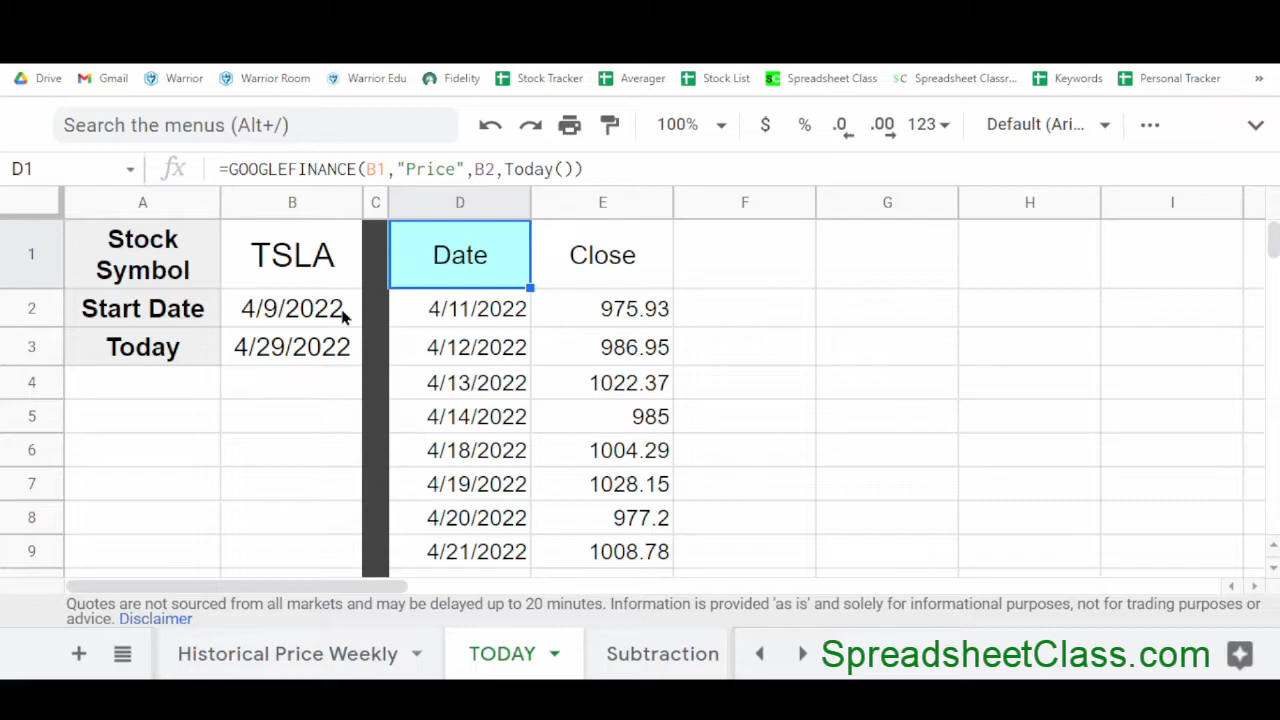 Drive Gmail Warrior Warrior Room Warrior Edu Fidelity Stock Tracker Averager Stock List Spreadsheet Class Spreadsheet Classr... Keywords Personal Tracker »
Search the menus (Alt+/) 100% $ % .0 .00 123 Default (Ari... ...
D1 fx =GOOGLEFINANCE(B1,"Price",B2,Today())
A B C D E F G H I
1 Stock Symbol TSLA Date Close
2 Start Date 4/9/2022 4/11/2022 975.93
3 Today 4/29/2022 4/12/2022 986.95
4 4/13/2022 1022.37
5 4/14/2022 985
6 4/18/2022 1004.29
7 4/19/2022 1028.15
8 4/20/2022 977.2
9 4/21/2022 1008.78
Quotes are not sourced from all markets and may be delayed up to 20 minutes. Information is provided 'as is' and solely for informational purposes, not for trading purposes or
advice. Disclaimer
+ Historical Price Weekly TODAY Subtraction SpreadsheetClass.com